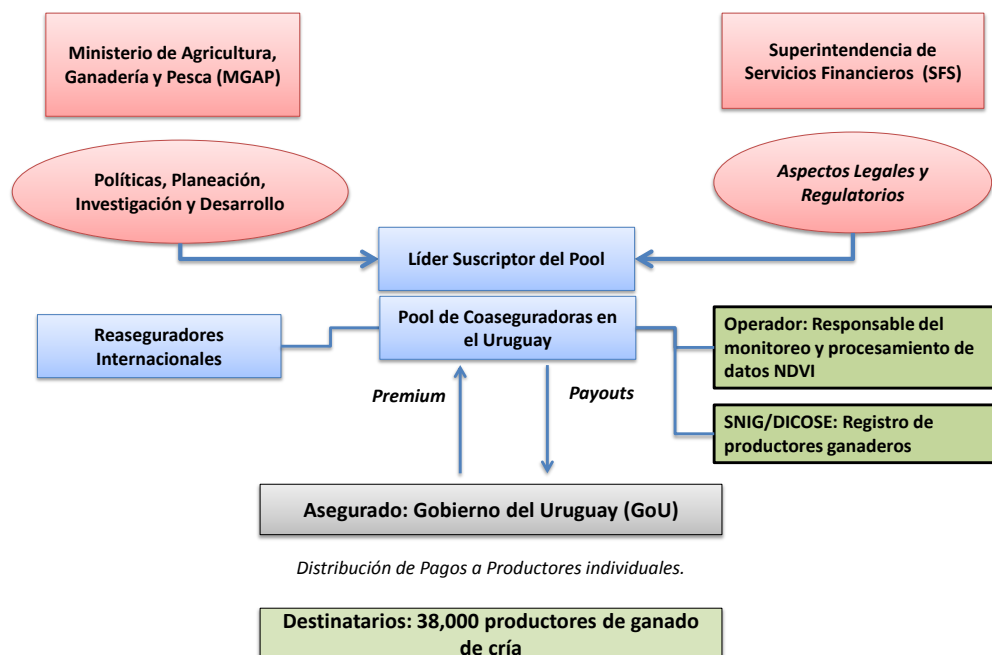 Ministerio de Agricultura,
Ganadería y Pesca (MGAP)
Superintendencia de
Servicios Financieros (SFS)
Políticas, Planeación,
Investigación y Desarrollo
Aspectos Legales y
Regulatorios
Líder Suscriptor del Pool
Reaseguradores
Internacionales
Pool de Coaseguradoras en
el Uruguay
Operador: Responsable del
monitoreo y procesamiento de
datos NDVI
Premium
Payouts
SNIG/DICOSE: Registro de
productores ganaderos
Asegurado: Gobierno del Uruguay (GoU)
Distribución de Pagos a Productores individuales.
Destinatarios: 38,000 productores de ganado
de cría